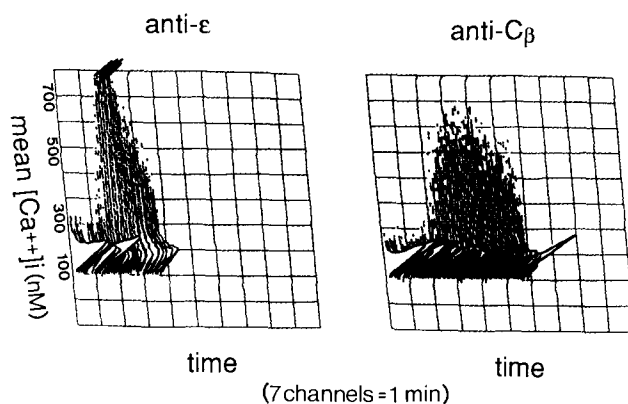 anti-ε
anti-Cβ
mean [Ca++]i (nM)
700
500
300
100
time
time
(7 channels = 1 min)